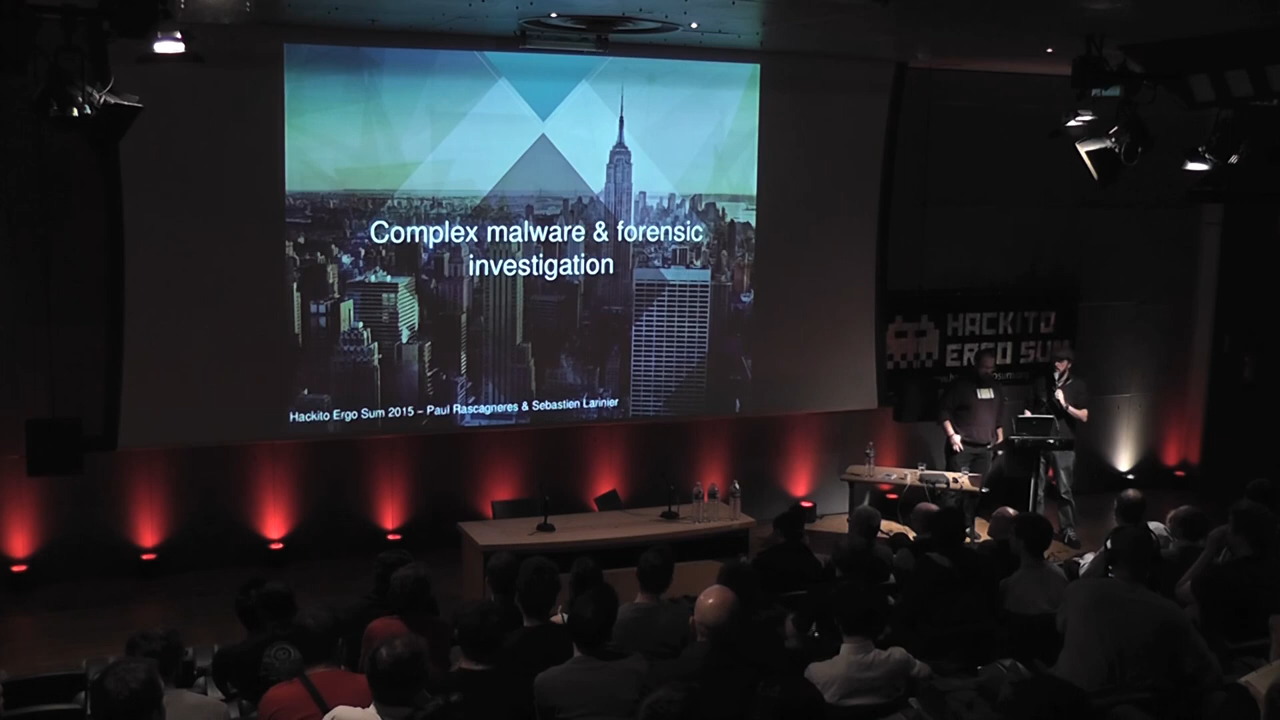 Complex malware & forensic
investigation
Hackito Ergo Sum 2015 – Paul Rascagneres & Sebastien Larinier
HACKITO
ERGO SUM